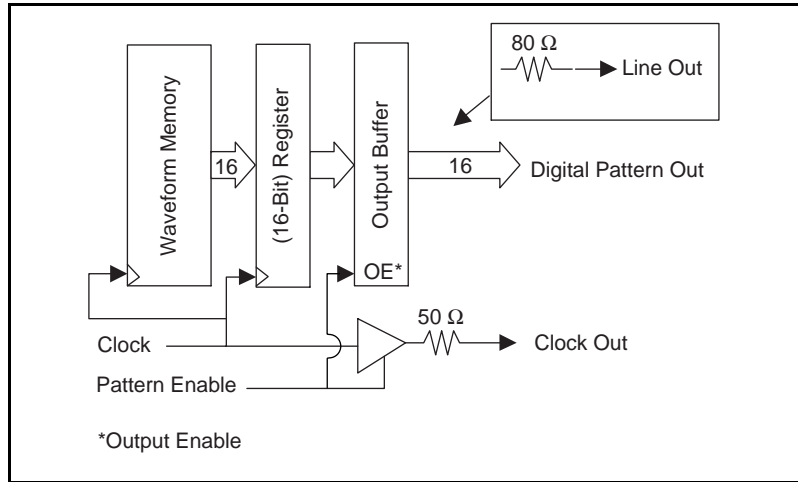 80 Ω
Line Out
Waveform Memory
16
(16-Bit) Register
Output Buffer
OE*
16
Digital Pattern Out
50 Ω
Clock
Clock Out
Pattern Enable
*Output Enable